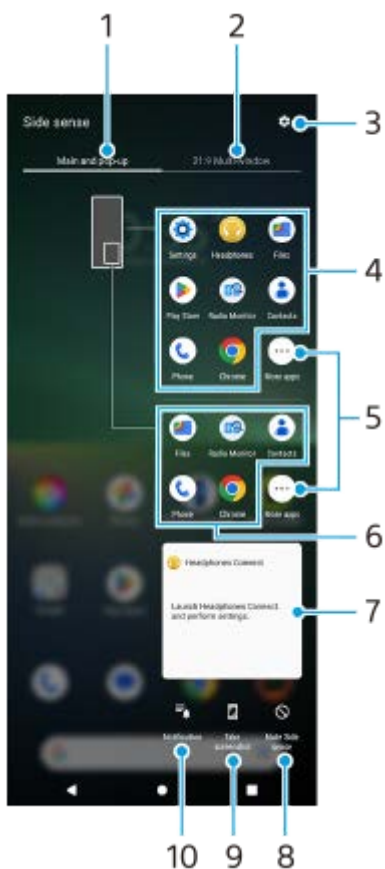 1
2
Side sense
3
Main and pop-up
21:9 Multi-window
4
Settings
Headphones
Files
Play Store
Radio Monitor
Contacts
Phone
Chrome
More apps
5
Files
Radio Monitor
Contacts
Phone
Chrome
More apps
6
Headphones Connect
7
Launch Headphones Connect
and perform settings.
Notification
Take
screenshot
Hide Side
sense
10
9
8